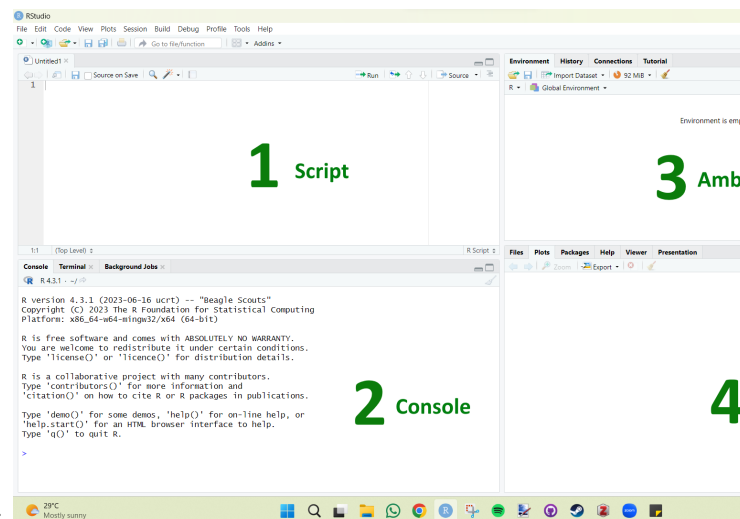 RStudio
File Edit Code View Plots Session Build Debug Profile Tools Help
Go to file/function Addins
Untitled1
Source on Save Run Source
1
1 Script
1:1 (Top Level) R Script
Console Terminal Background Jobs
R 4.3.1 · ~/
R version 4.3.1 (2023-06-16 ucrt) -- "Beagle Scouts"
Copyright (C) 2023 The R Foundation for Statistical Computing
Platform: x86_64-w64-mingw32/x64 (64-bit)
R is free software and comes with ABSOLUTELY NO WARRANTY.
You are welcome to redistribute it under certain conditions.
Type 'license()' or 'licence()' for distribution details.
R is a collaborative project with many contributors.
Type 'contributors()' for more information and
'citation()' on how to cite R or R packages in publications.
Type 'demo()' for some demos, 'help()' for on-line help, or
'help.start()' for an HTML browser interface to help.
Type 'q()' to quit R.
>
2 Console
Environment History Connections Tutorial
Import Dataset 92 MiB
R Global Environment
Environment is emp
3 Amb
Files Plots Packages Help Viewer Presentation
Zoom Export
4
29°C
Mostly sunny